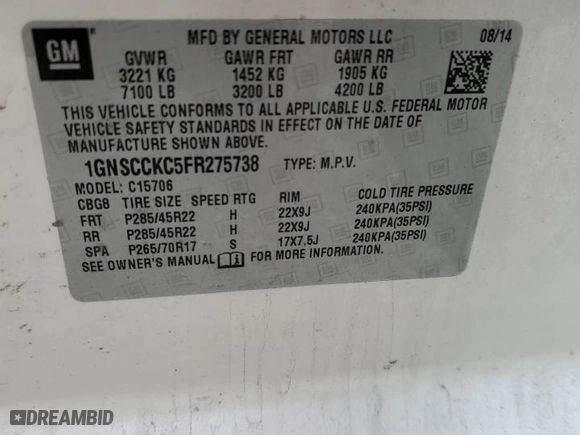 GM
MFD BY GENERAL MOTORS LLC 08/14
GVWR GAWR FRT GAWR RR
3221 KG 1452 KG 1905 KG
7100 LB 3200 LB 4200 LB
THIS VEHICLE CONFORMS TO ALL APPLICABLE U.S. FEDERAL MOTOR
VEHICLE SAFETY STANDARDS IN EFFECT ON THE DATE OF
MANUFACTURE SHOWN ABOVE.
1GNSCCKC5FR275738 TYPE: M.P.V.
MODEL: C15706
CBG8 TIRE SIZE SPEED RTG RIM COLD TIRE PRESSURE
FRT P285/45R22 H 22X9J 240KPA(35PSI)
RR P285/45R22 H 22X9J 240KPA(35PSI)
SPA P265/70R17 S 17X7.5J 240KPA(35PSI)
SEE OWNER'S MANUAL FOR MORE INFORMATION.
DREAMBID